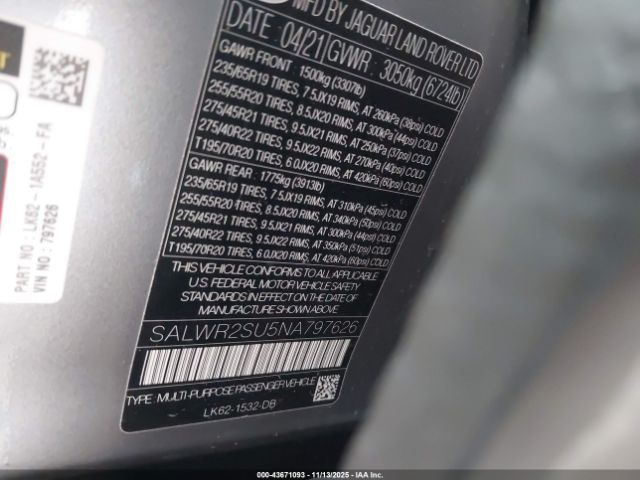 MFD BY JAGUAR LAND ROVER LTD
DATE: 04/21 GVWR : 3050kg (6724lb)
GAWR FRONT : 1500kg (3307lb)
235/65R19 TIRES, 7.5JX19 RIMS, AT 260kPa (38psi) COLD
255/55R20 TIRES, 8.5JX20 RIMS, AT 300kPa (44psi) COLD
275/45R21 TIRES, 9.5JX21 RIMS, AT 250kPa (37psi) COLD
275/40R22 TIRES, 9.5JX22 RIMS, AT 270kPa (40psi) COLD
T195/70R20 TIRES, 6.0JX20 RIMS, AT 420kPa (60psi) COLD
GAWR REAR : 1775kg (3913lb)
235/65R19 TIRES, 7.5JX19 RIMS, AT 310kPa (45psi) COLD
255/55R20 TIRES, 8.5JX20 RIMS, AT 340kPa (50psi) COLD
275/45R21 TIRES, 9.5JX21 RIMS, AT 300kPa (44psi) COLD
275/40R22 TIRES, 9.5JX22 RIMS, AT 350kPa (51psi) COLD
T195/70R20 TIRES, 6.0JX20 RIMS, AT 420kPa (60psi) COLD
THIS VEHICLE CONFORMS TO ALL APPLICABLE
U.S. FEDERAL MOTOR VEHICLE SAFETY
STANDARDS IN EFFECT ON THE DATE OF
MANUFACTURE SHOWN ABOVE.
SALWR2SU5NA797626
TYPE: MULTI-PURPOSE PASSENGER VEHICLE
LK62-1532-DB
PART NO: LK62-1A552-FA
VIN NO : 797626
000-43671093 - 11/13/2025 - IAAI.COM